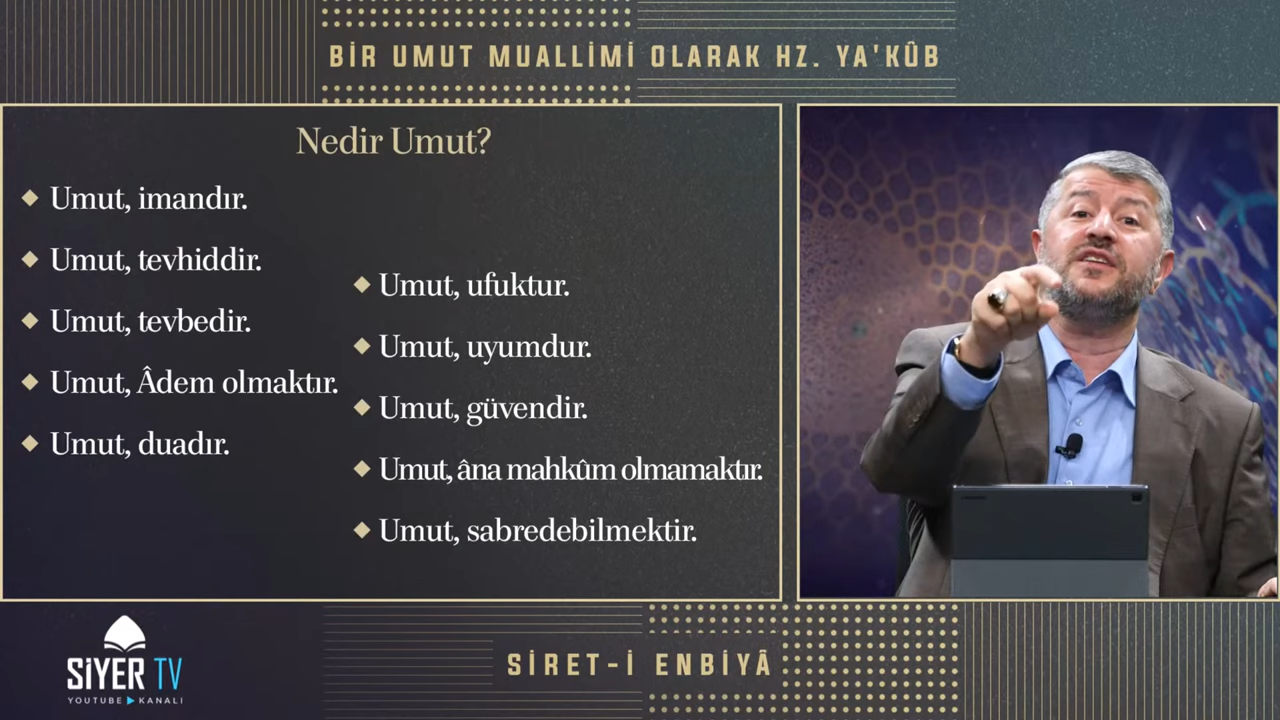 BİR UMUT MUALLİMİ OLARAK HZ. YA'KÛB
Nedir Umut?
Umut, imandır.
Umut, tevhiddir.
Umut, tevbedir.
Umut, Âdem olmaktır.
Umut, duadır.
Umut, ufuktur.
Umut, uyumdur.
Umut, güvendir.
Umut, âna mahkûm olmamaktır.
Umut, sabredebilmektir.
SİYER TV
YOUTUBE KANALI
SİRET-İ ENBİYÂ